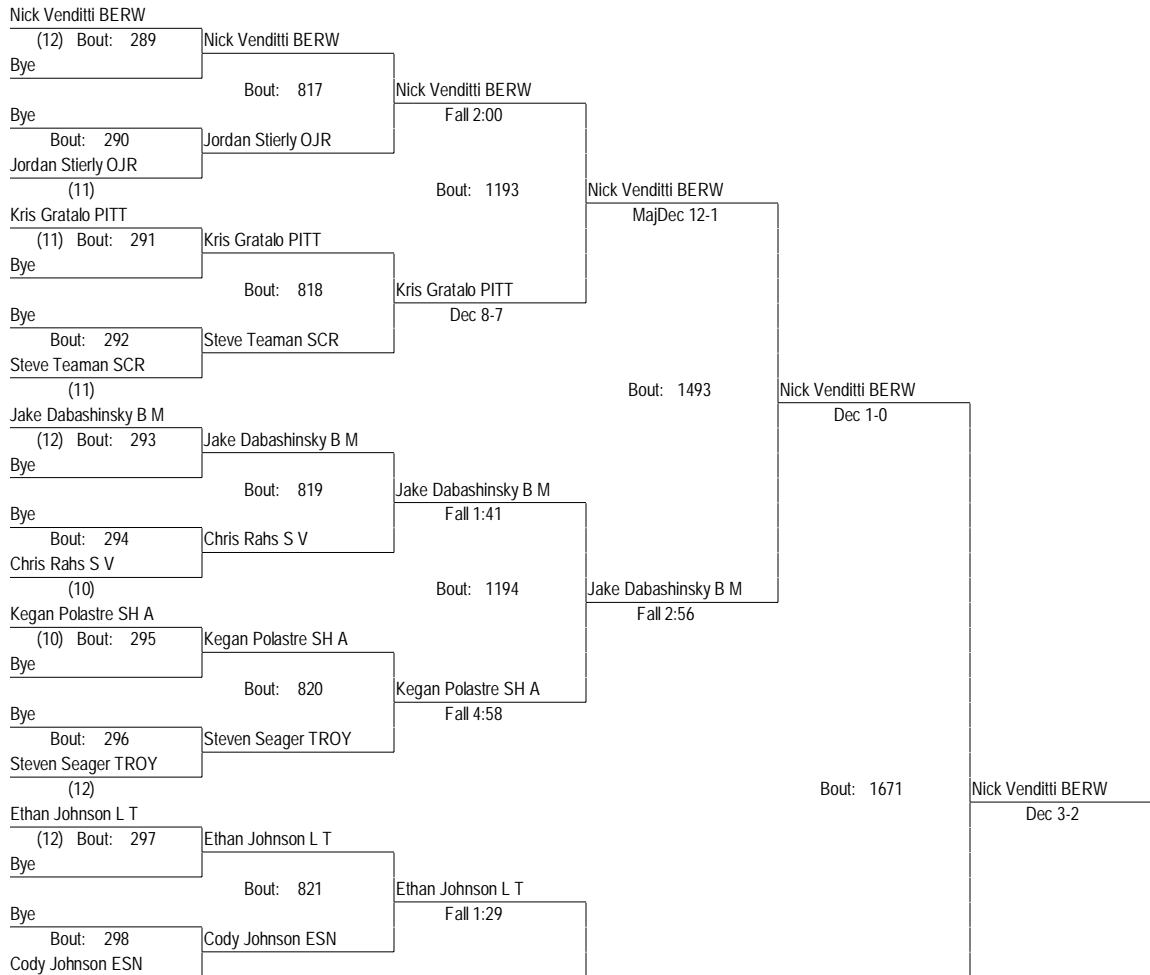 Nick Venditti BERW
(12) Bout: 289
Nick Venditti BERW
Bye
Bout: 817
Nick Venditti BERW
Bye
Fall 2:00
Bout: 290
Jordan Stierly OJR
Jordan Stierly OJR
(11)
Bout: 1193
Nick Venditti BERW
Kris Gratalo PITT
MajDec 12-1
(11) Bout: 291
Kris Gratalo PITT
Bye
Bout: 818
Kris Gratalo PITT
Bye
Dec 8-7
Bout: 292
Steve Teaman SCR
Steve Teaman SCR
(11)
Bout: 1493
Nick Venditti BERW
Jake Dabashinsky B M
Dec 1-0
(12) Bout: 293
Jake Dabashinsky B M
Bye
Bout: 819
Jake Dabashinsky B M
Bye
Fall 1:41
Bout: 294
Chris Rahs S V
Chris Rahs S V
(10)
Bout: 1194
Jake Dabashinsky B M
Kegan Polastre SH A
Fall 2:56
(10) Bout: 295
Kegan Polastre SH A
Bye
Bout: 820
Kegan Polastre SH A
Bye
Fall 4:58
Bout: 296
Steven Seager TROY
Steven Seager TROY
(12)
Bout: 1671
Nick Venditti BERW
Ethan Johnson L T
Dec 3-2
(12) Bout: 297
Ethan Johnson L T
Bye
Bout: 821
Ethan Johnson L T
Bye
Fall 1:29
Bout: 298
Cody Johnson ESN
Cody Johnson ESN